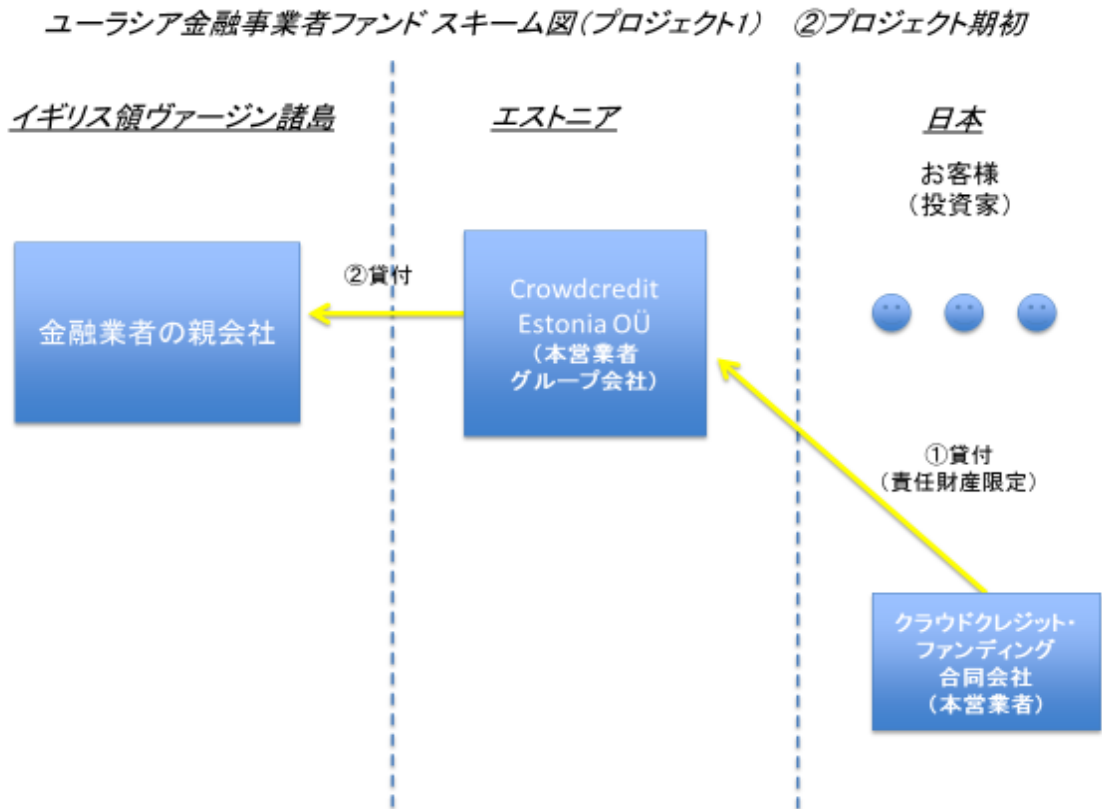 ユーラシア金融事業者ファンド スキーム図(プロジェクト1) ②プロジェクト期初
イギリス領ヴァージン諸島
エストニア
日本
お客様
(投資家)
金融業者の親会社
②貸付
Crowdcredit
Estonia OÜ
(本営業者
グループ会社)
①貸付
(責任財産限定)
クラウドクレジット・
ファンディング
合同会社
(本営業者)